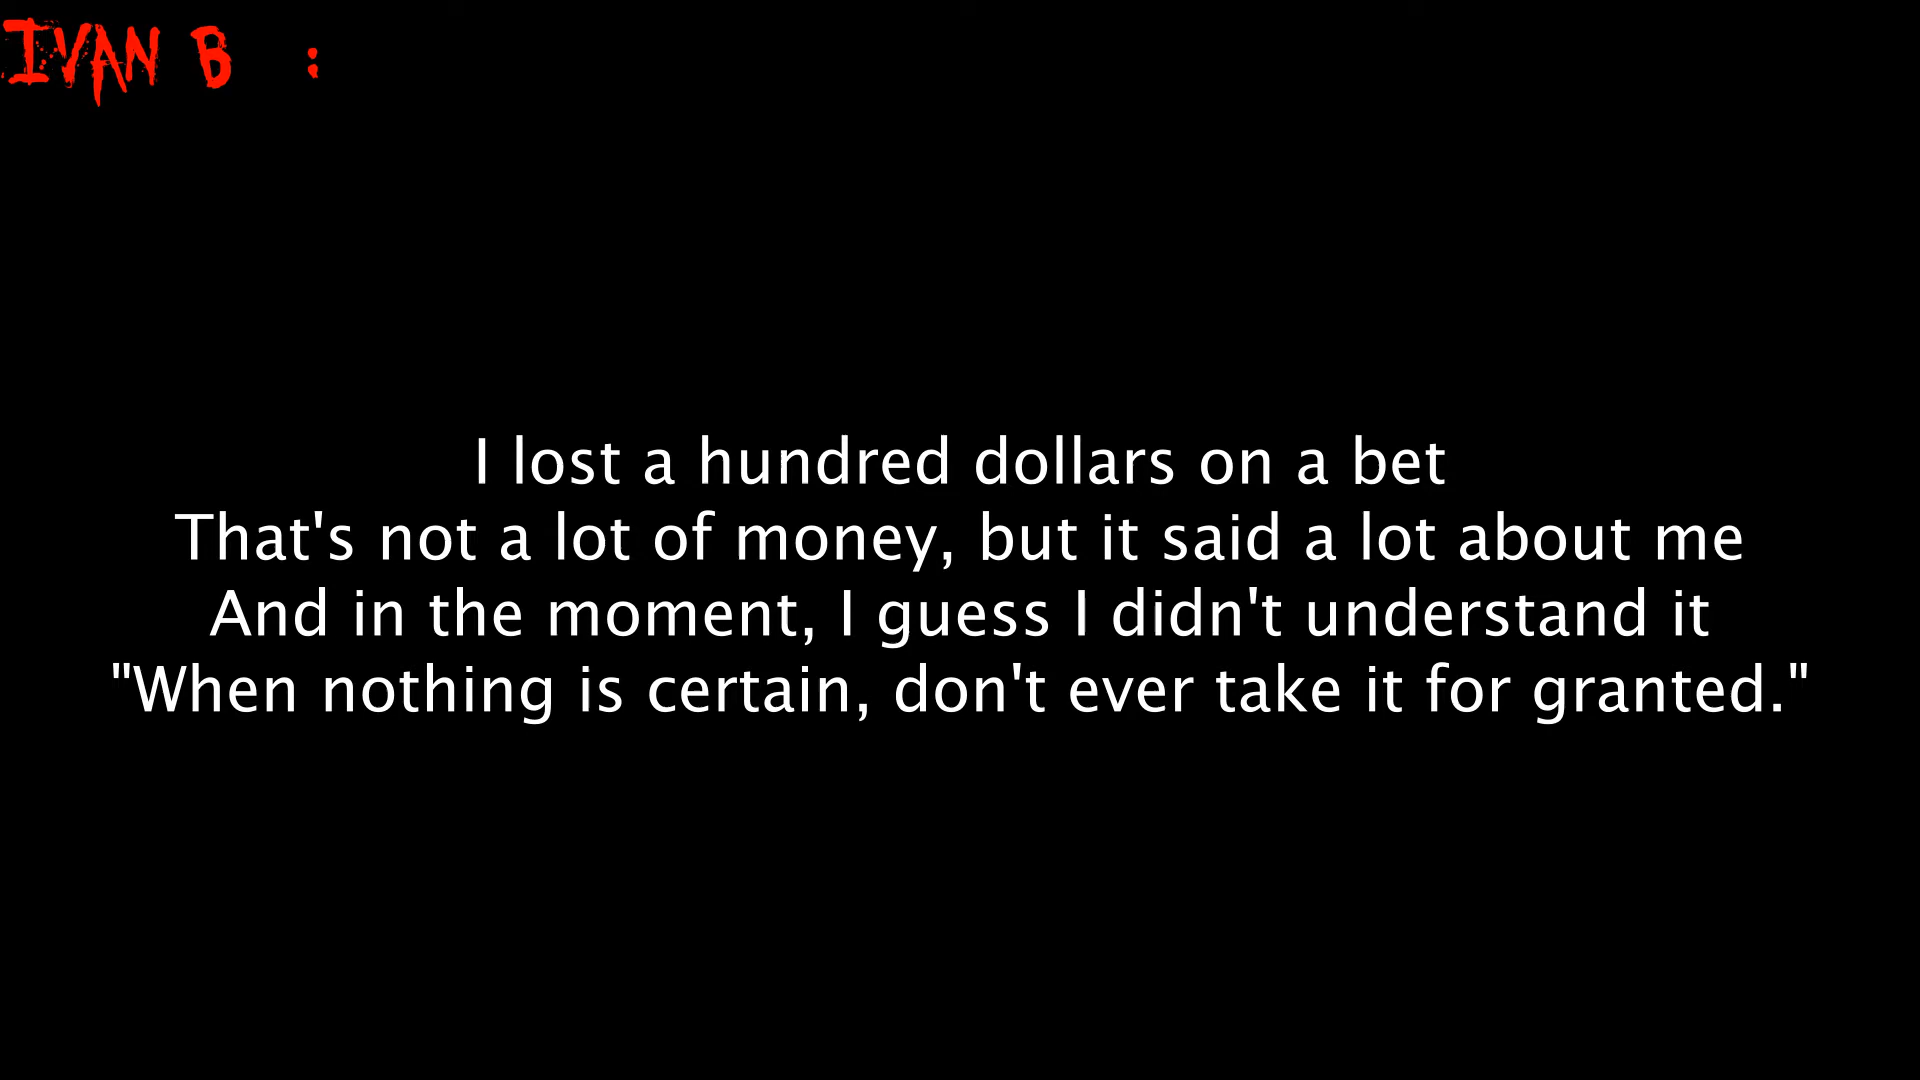 IVAN B :
I lost a hundred dollars on a bet
That's not a lot of money, but it said a lot about me
And in the moment, I guess I didn't understand it
"When nothing is certain, don't ever take it for granted."